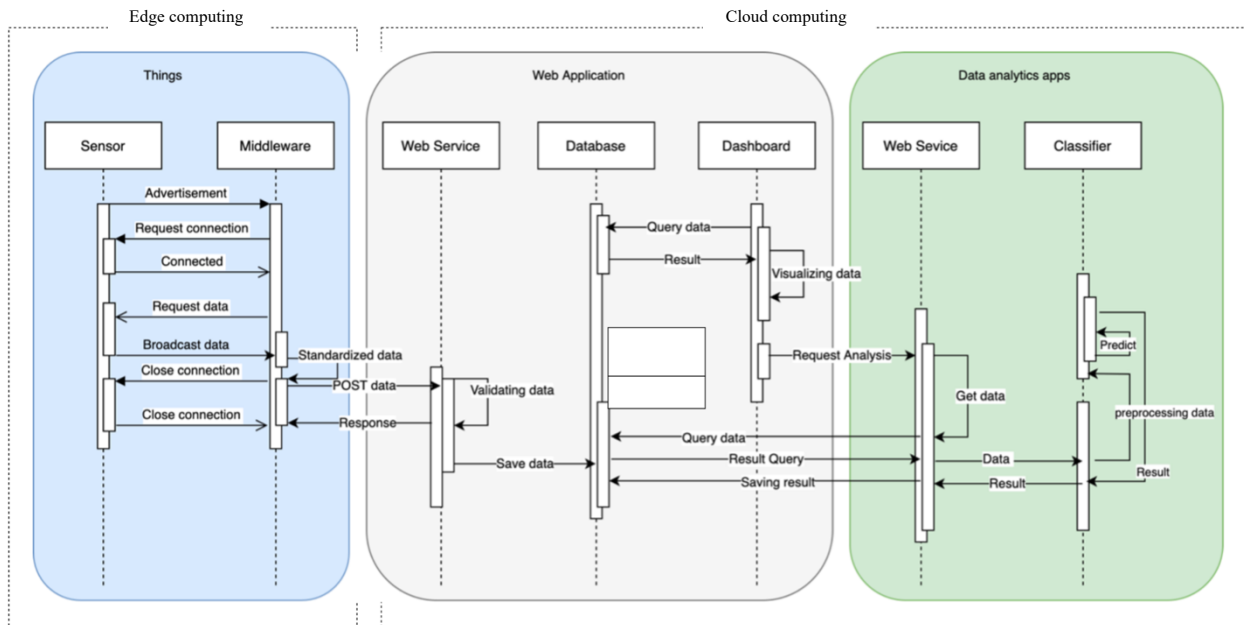 Edge computing
Cloud computing
Things
Web Application
Data analytics apps
Sensor
Middleware
Web Service
Database
Dashboard
Web Sevice
Classifier
Advertisement
Request connection
Connected
Request data
Broadcast data
Close connection
Close connection
Standardized data
POST data
Response
Validating data
Save data
Query data
Result
Visualizing data
Request Analysis
Get data
Query data
Result Query
Saving result
Data
Result
Predict
preprocessing data
Result